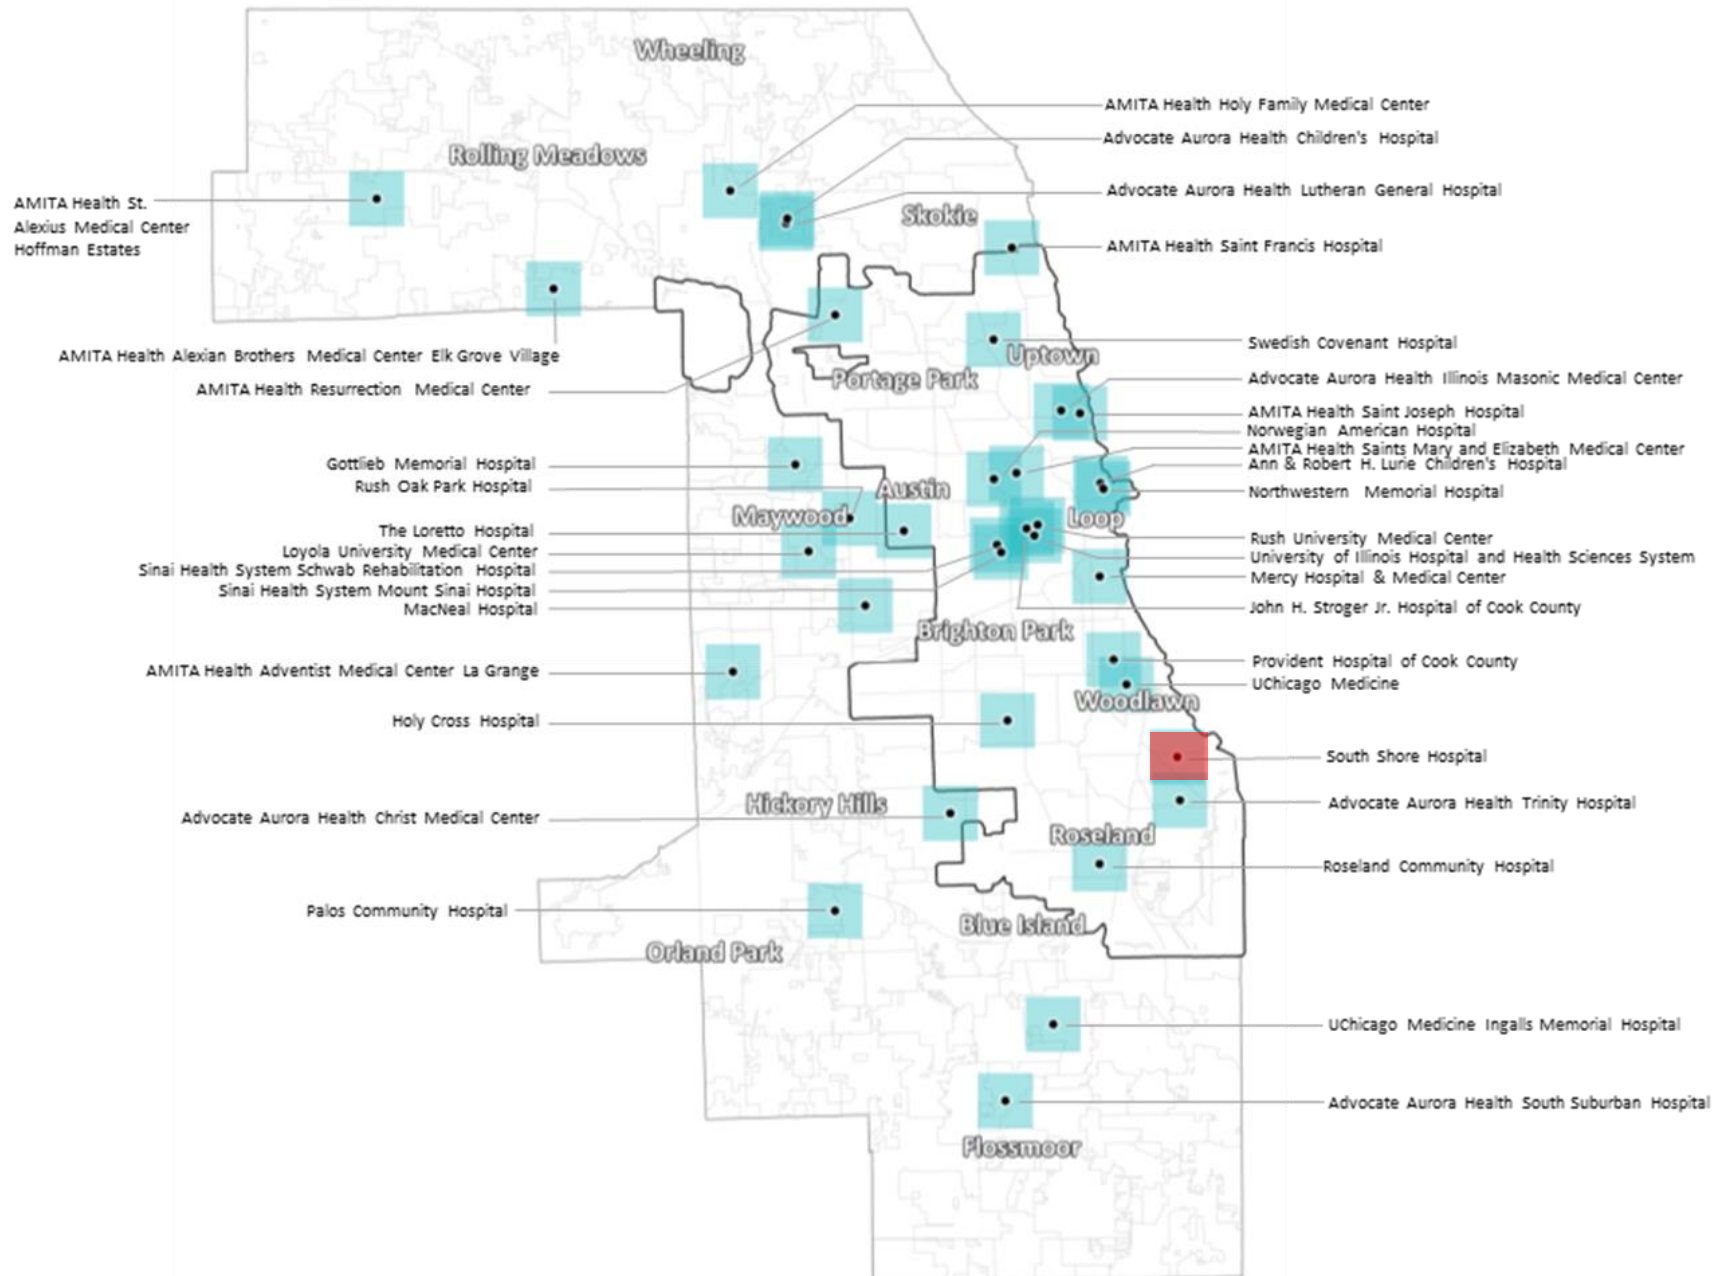 Wheeling
AMITA Health Holy Family Medical Center
Advocate Aurora Health Children's Hospital
Rolling Meadows
Advocate Aurora Health Lutheran General Hospital
AMITA Health St.
Alexius Medical Center
Hoffman Estates
Skokie
AMITA Health Saint Francis Hospital
Swedish Covenant Hospital
AMITA Health Alexian Brothers Medical Center Elk Grove Village
Uptown
AMITA Health Resurrection Medical Center
Portage Park
Advocate Aurora Health Illinois Masonic Medical Center
AMITA Health Saint Joseph Hospital
Norwegian American Hospital
AMITA Health Saints Mary and Elizabeth Medical Center
Ann & Robert H. Lurie Children's Hospital
Northwestern Memorial Hospital
Gottlieb Memorial Hospital
Rush Oak Park Hospital
Austin
Maywood
Loop
The Loretto Hospital
Loyola University Medical Center
Sinai Health System Schwab Rehabilitation Hospital
Sinai Health System Mount Sinai Hospital
MacNeal Hospital
Rush University Medical Center
University of Illinois Hospital and Health Sciences System
Mercy Hospital & Medical Center
John H. Stroger Jr. Hospital of Cook County
Brighton Park
AMITA Health Adventist Medical Center La Grange
Provident Hospital of Cook County
UChicago Medicine
Woodlawn
Holy Cross Hospital
South Shore Hospital
Hickory Hills
Advocate Aurora Health Trinity Hospital
Advocate Aurora Health Christ Medical Center
Roseland
Roseland Community Hospital
Palos Community Hospital
Blue Island
Orland Park
UChicago Medicine Ingalls Memorial Hospital
Advocate Aurora Health South Suburban Hospital
Flossmoor